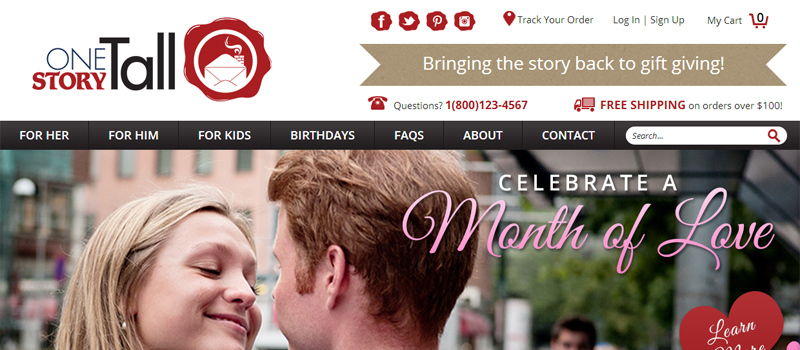 ONE
STORY Tall
Track Your Order Log In | Sign Up My Cart 0
Bringing the story back to gift giving!
Questions? 1(800)123-4567 FREE SHIPPING on orders over $100!
FOR HER FOR HIM FOR KIDS BIRTHDAYS FAQS ABOUT CONTACT Search...
CELEBRATE A
Month of Love
Learn
More